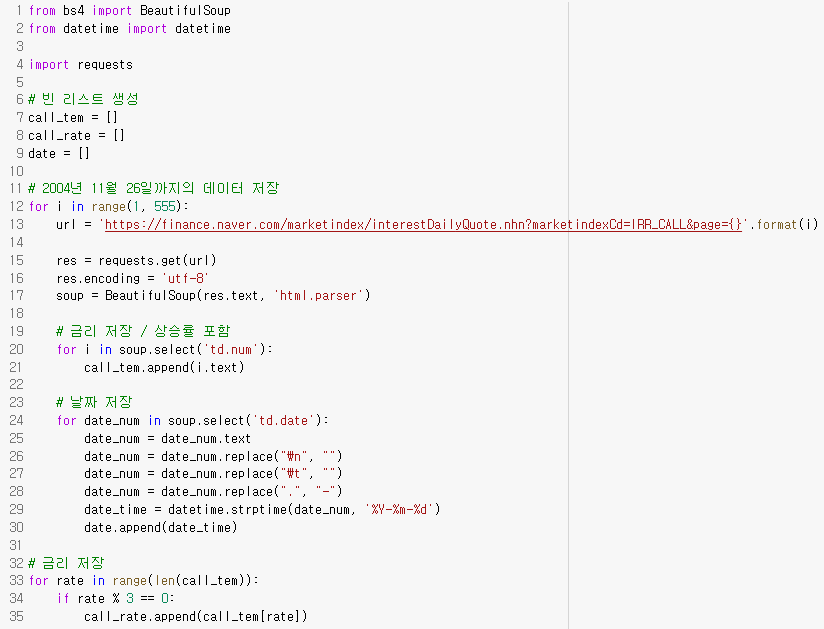 1 from bs4 import BeautifulSoup
2 from datetime import datetime
3
4 import requests
5
6 # 빈 리스트 생성
7 call_tem = []
8 call_rate = []
9 date = []
10
11 # 2004년 11월 26일까지의 데이터 저장
12 for i in range(1, 555):
13     url = 'https://finance.naver.com/marketindex/interestDailyQuote.nhn?marketindexCd=IRR_CALL&page={}'.format(i)
14
15     res = requests.get(url)
16     res.encoding = 'utf-8'
17     soup = BeautifulSoup(res.text, 'html.parser')
18
19     # 금리 저장 / 상승률 포함
20     for i in soup.select('td.num'):
21         call_tem.append(i.text)
22
23     # 날짜 저장
24     for date_num in soup.select('td.date'):
25         date_num = date_num.text
26         date_num = date_num.replace("₩n", "")
27         date_num = date_num.replace("₩t", "")
28         date_num = date_num.replace(".", "-")
29         date_time = datetime.strptime(date_num, '%Y-%m-%d')
30         date.append(date_time)
31
32 # 금리 저장
33 for rate in range(len(call_tem)):
34     if rate % 3 == 0:
35         call_rate.append(call_tem[rate])